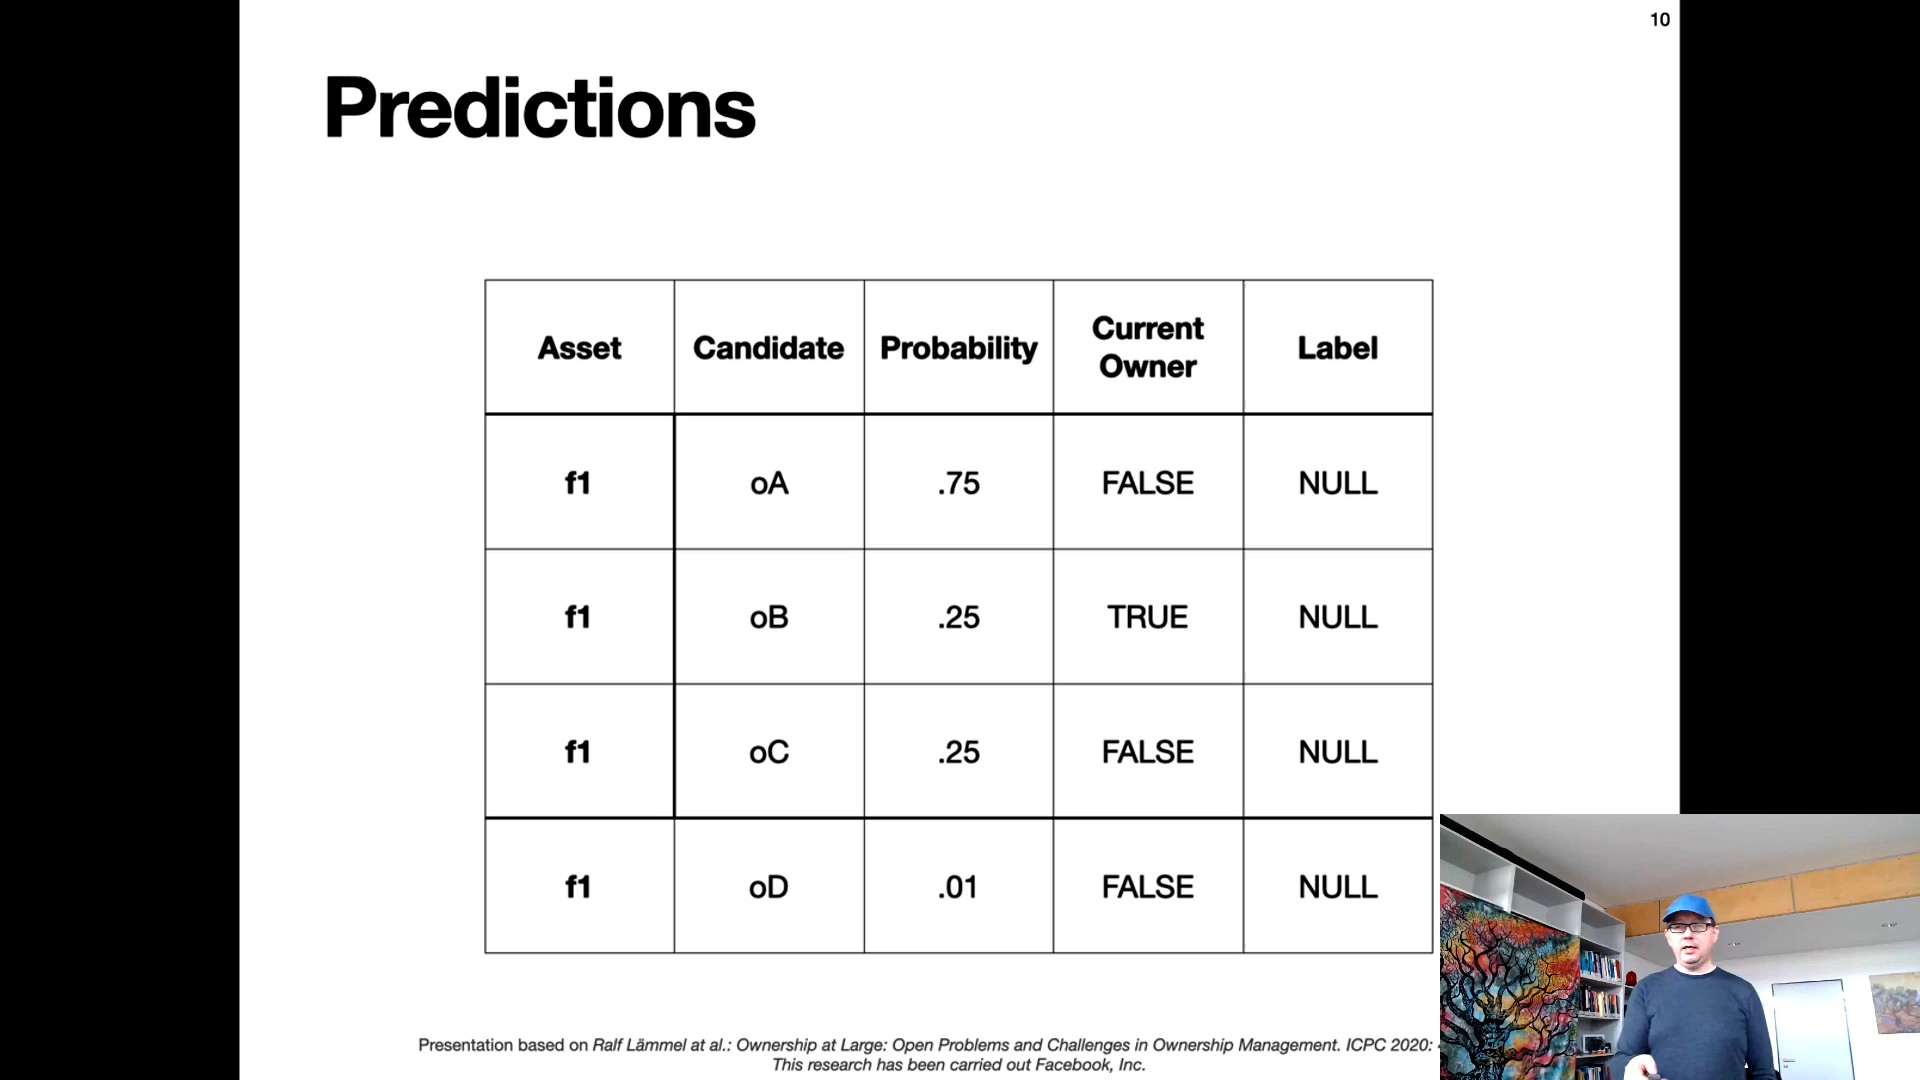 10
Predictions
Asset Candidate Probability Current Owner Label
f1 oA .75 FALSE NULL
f1 oB .25 TRUE NULL
f1 oC .25 FALSE NULL
f1 oD .01 FALSE NULL
Presentation based on Ralf Lämmel at al.: Ownership at Large: Open Problems and Challenges in Ownership Management. ICPC 2020:
This research has been carried out Facebook, Inc.